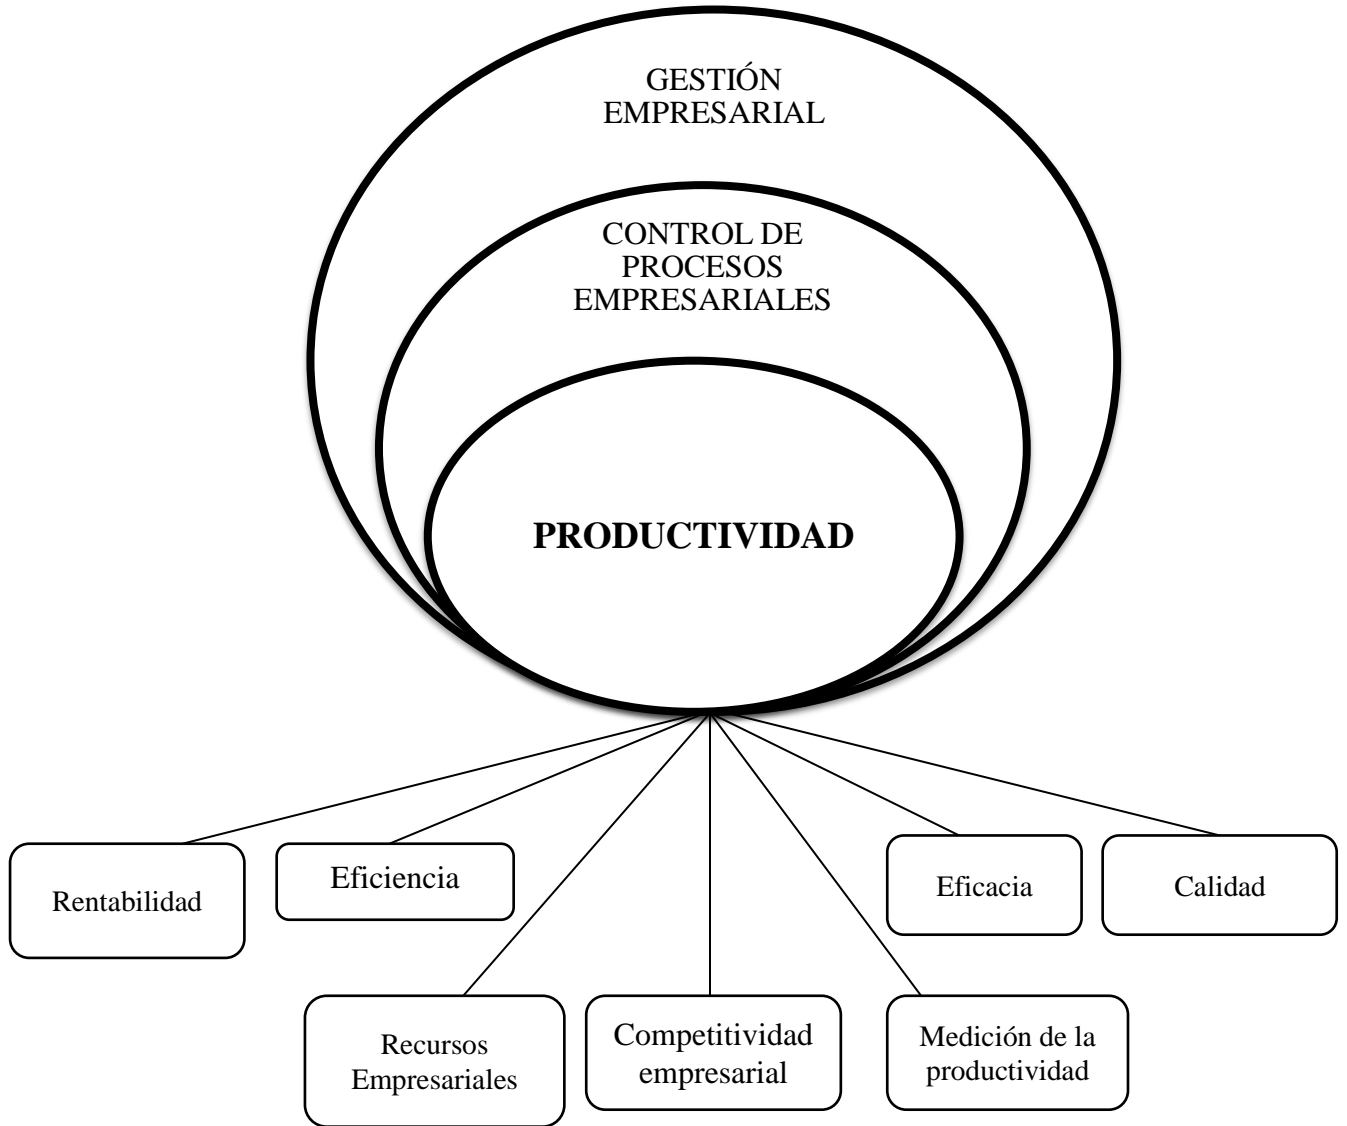 GESTIÓN
EMPRESARIAL
CONTROL DE
PROCESOS
EMPRESARIALES
PRODUCTIVIDAD
Rentabilidad
Eficiencia
Eficacia
Calidad
Recursos
Empresariales
Competitividad
empresarial
Medición de la
productividad